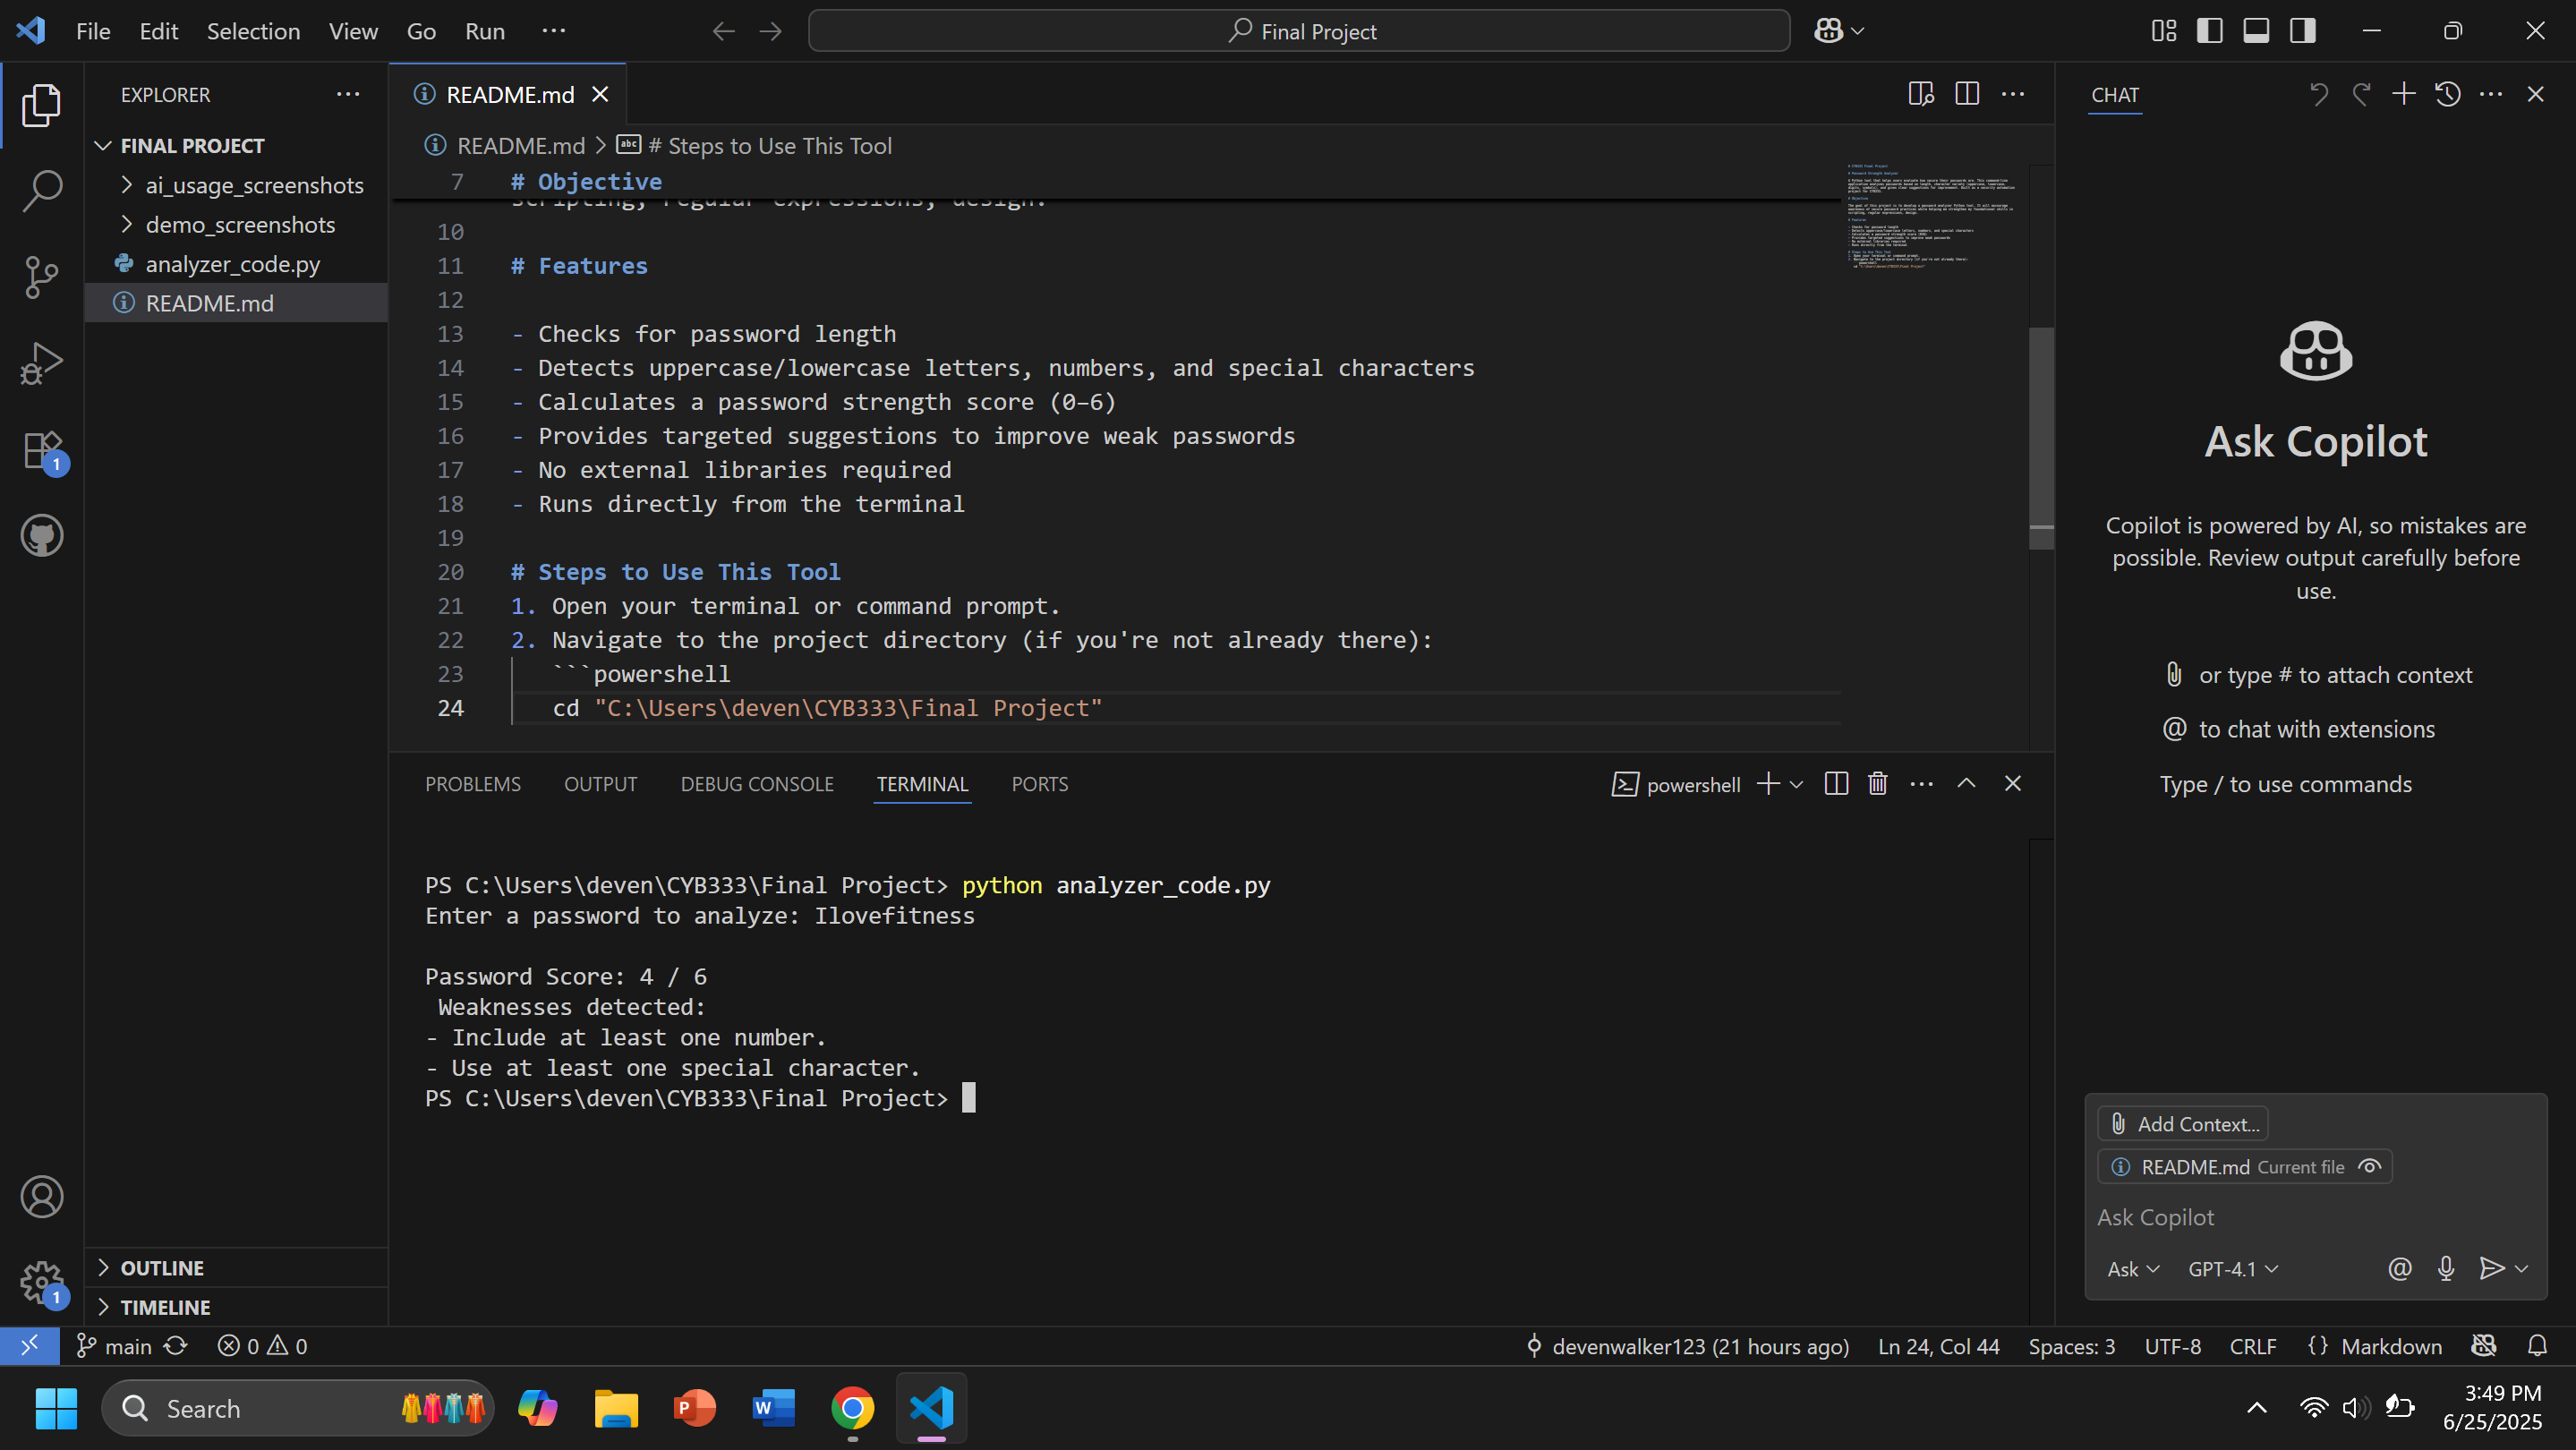 File Edit Selection View Go Run ···
Final Project
EXPLORER
FINAL PROJECT
ai_usage_screenshots
demo_screenshots
analyzer_code.py
README.md
OUTLINE
TIMELINE
README.md
README.md > # Steps to Use This Tool
7 # Objective
scripting, regular expressions, design.
10
11 # Features
12
13 - Checks for password length
14 - Detects uppercase/lowercase letters, numbers, and special characters
15 - Calculates a password strength score (0–6)
16 - Provides targeted suggestions to improve weak passwords
17 - No external libraries required
18 - Runs directly from the terminal
19
20 # Steps to Use This Tool
21 1. Open your terminal or command prompt.
22 2. Navigate to the project directory (if you're not already there):
23 ```powershell
24 cd "C:\Users\deven\CYB333\Final Project"
PROBLEMS OUTPUT DEBUG CONSOLE TERMINAL PORTS
powershell
PS C:\Users\deven\CYB333\Final Project> python analyzer_code.py
Enter a password to analyze: Ilovefitness
Password Score: 4 / 6
Weaknesses detected:
- Include at least one number.
- Use at least one special character.
PS C:\Users\deven\CYB333\Final Project>
CHAT
Ask Copilot
Copilot is powered by AI, so mistakes are
possible. Review output carefully before
use.
or type # to attach context
@ to chat with extensions
Type / to use commands
Add Context...
README.md Current file
Ask Copilot
Ask GPT-4.1 @
1
1
main 0 0
devenwalker123 (21 hours ago) Ln 24, Col 44 Spaces: 3 UTF-8 CRLF {} Markdown
Search
3:49 PM
6/25/2025